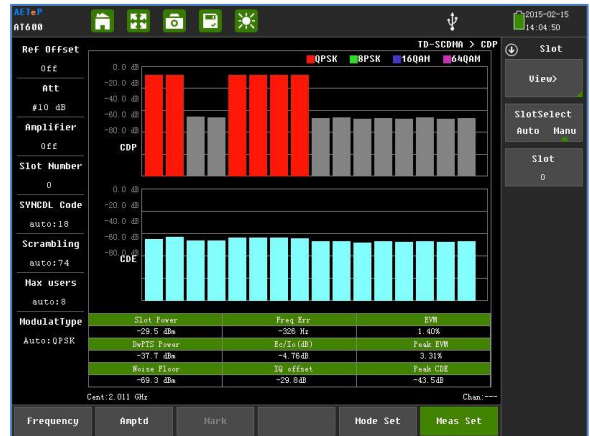 AETeP
AT600
2015-02-15
14:04:50
Ref Offset
Off
Att
#10 dB
Amplifier
Off
Slot Number
0
SYNCDL Code
auto:18
Scrambling
auto:74
Max users
auto:8
ModulatType
Auto:QPSK
TD-SCDMA > CDP
QPSK 8PSK 16QAM 64QAM
0.0 dB
-20.0 dB
-40.0 dB
-60.0 dB
-80.0 dB
CDP
0.0 dB
-20.0 dB
-40.0 dB
-60.0 dB
-80.0 dB
CDE
Slot Power Freq Err EVM
-29.5 dBm -326 Hz 1.40%
DwPTS Power Ec/Io(dB) Peak EVM
-37.7 dBm -4.76dB 3.31%
Noise Floor IQ offset Peak CDE
-69.3 dBm -29.8dB -43.5dB
Cent:2.011 GHz Chan:---
Slot
View>
SlotSelect
Auto Manu
Slot
0
Frequency Amptd Mark Mode Set Meas Set